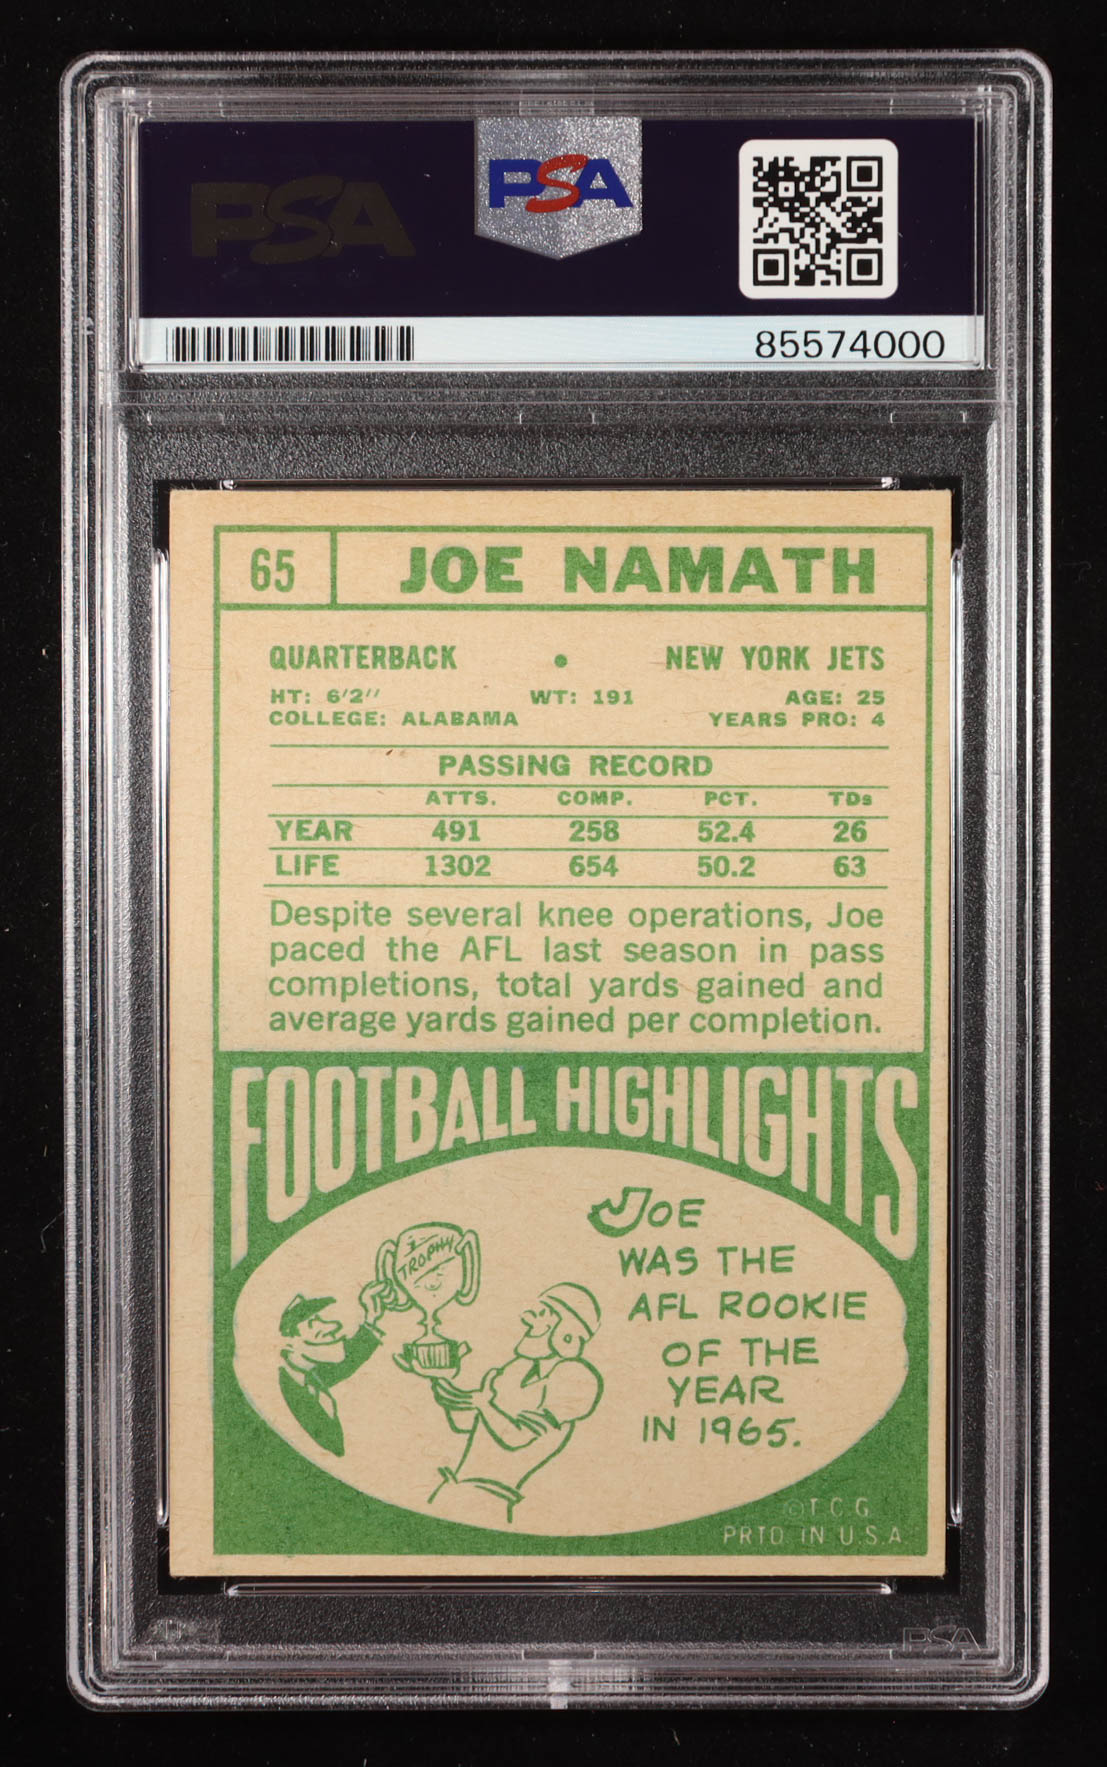 PSA
PSA
85574000
65 JOE NAMATH
QUARTERBACK • NEW YORK JETS
HT: 6'2" WT: 191 AGE: 25
COLLEGE: ALABAMA YEARS PRO: 4
PASSING RECORD
ATTS. COMP. PCT. TDs
YEAR 491 258 52.4 26
LIFE 1302 654 50.2 63
Despite several knee operations, Joe
paced the AFL last season in pass
completions, total yards gained and
average yards gained per completion.
FOOTBALL HIGHLIGHTS
TROPHY
JOE
WAS THE
AFL ROOKIE
OF THE
YEAR
IN 1965.
©T.C.G.
PRTD. IN U.S.A.
PSA